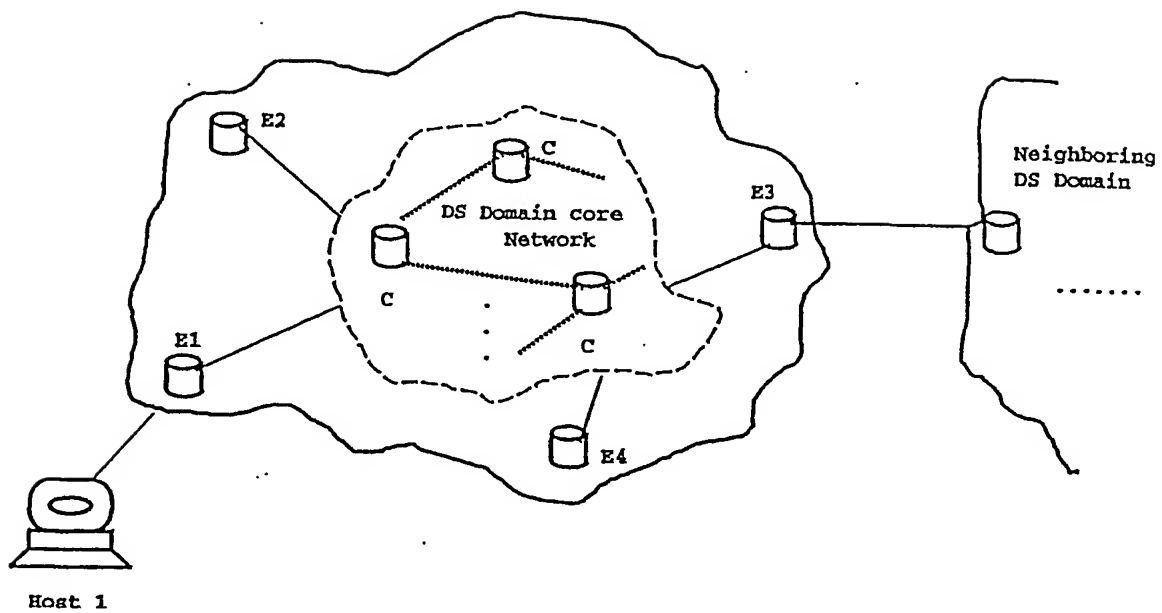 E2
C
Neighboring
DS Domain
E3
DS Domain core
Network
C
E1
C
E4
Host 1